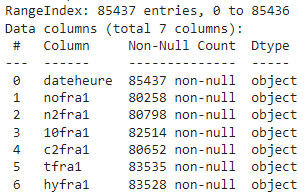 RangeIndex: 85437 entries, 0 to 85436
Data columns (total 7 columns):
 #   Column     Non-Null Count  Dtype
---  ------     --------------  -----
 0   dateheure  85437 non-null  object
 1   nofra1     80258 non-null  object
 2   n2fra1     80798 non-null  object
 3   10fra1     82514 non-null  object
 4   c2fra1     80652 non-null  object
 5   tfra1      83535 non-null  object
 6   hyfra1     83528 non-null  object